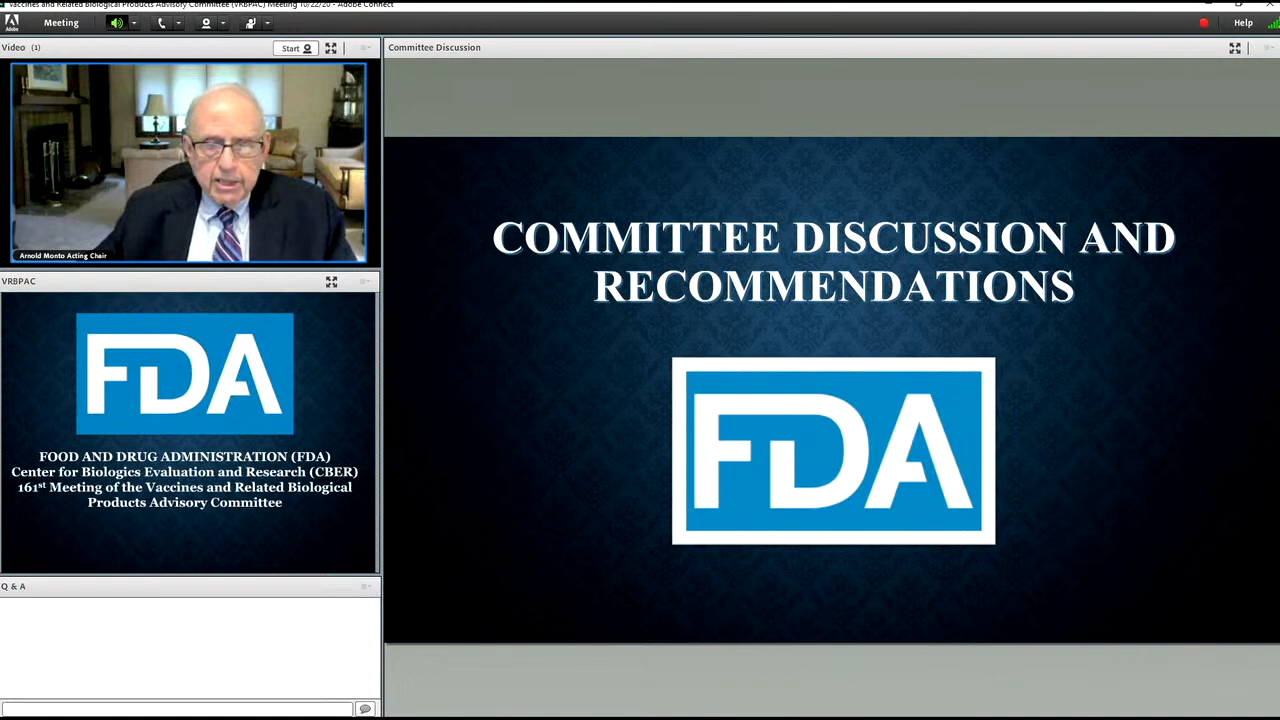 Vaccines and Related Biological Products Advisory Committee (VRBPAC) Meeting 10/22/20 - Adobe Connect
Adobe
Meeting
Help
Video (1)
Start
Committee Discussion
Arnold Monto Acting Chair
VRBPAC
FDA
FOOD AND DRUG ADMINISTRATION (FDA)
Center for Biologics Evaluation and Research (CBER)
161st Meeting of the Vaccines and Related Biological
Products Advisory Committee
Q & A
COMMITTEE DISCUSSION AND
RECOMMENDATIONS
FDA